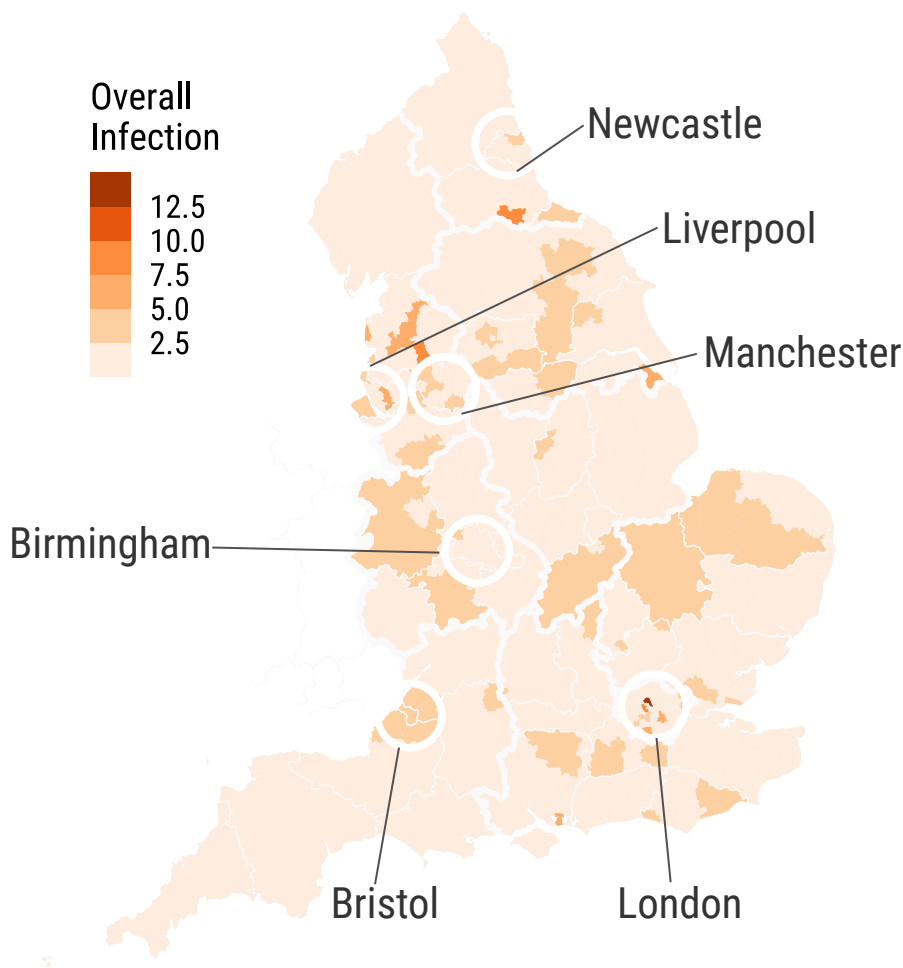 Overall
Infection
12.5
10.0
7.5
5.0
2.5
Newcastle
Liverpool
Manchester
Birmingham
Bristol
London